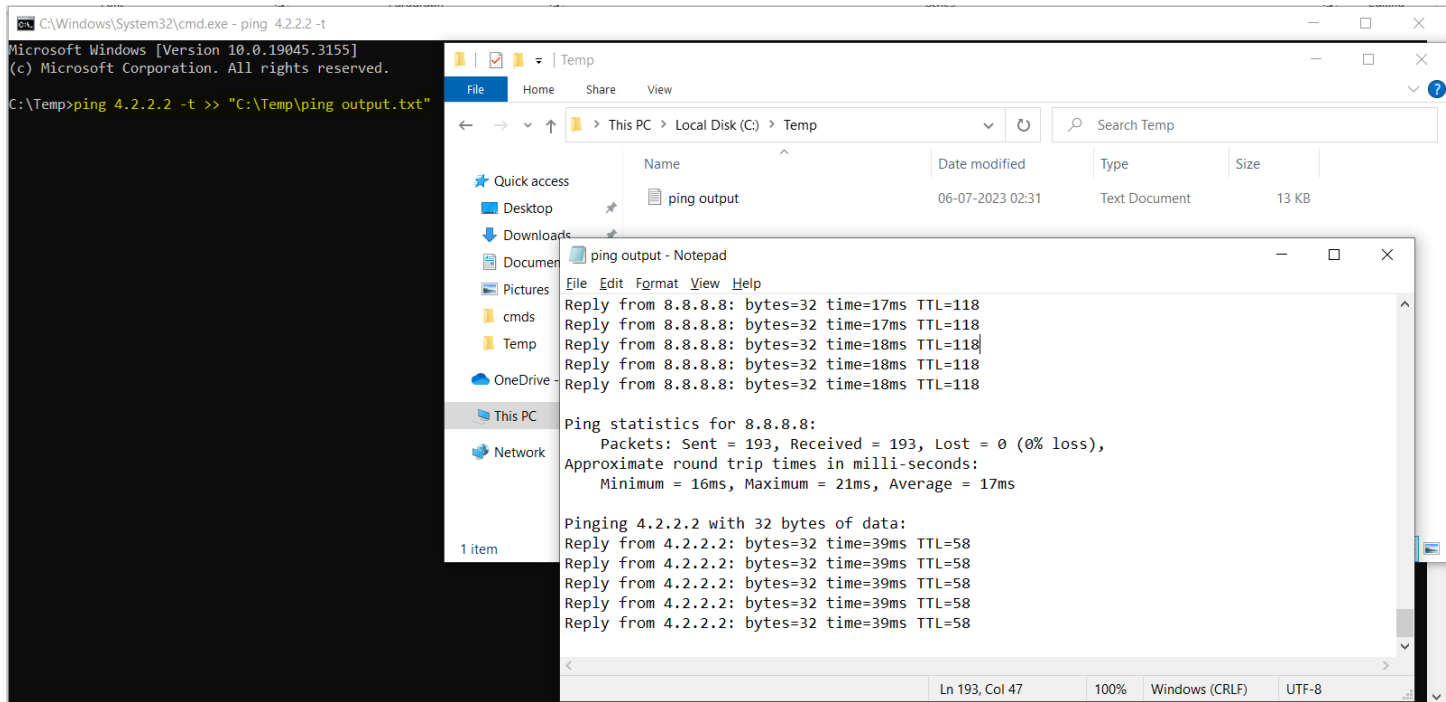 C:\Windows\System32\cmd.exe - ping 4.2.2.2 -t
Microsoft Windows [Version 10.0.19045.3155]
(c) Microsoft Corporation. All rights reserved.
C:\Temp>ping 4.2.2.2 -t >> "C:\Temp\ping output.txt"
Temp
File Home Share View
This PC > Local Disk (C:) > Temp
Search Temp
Name Date modified Type Size
ping output 06-07-2023 02:31 Text Document 13 KB
Quick access
Desktop
Downloads
Documen
Pictures
cmds
Temp
OneDrive -
This PC
Network
1 item
ping output - Notepad
File Edit Format View Help
Reply from 8.8.8.8: bytes=32 time=17ms TTL=118
Reply from 8.8.8.8: bytes=32 time=17ms TTL=118
Reply from 8.8.8.8: bytes=32 time=18ms TTL=118
Reply from 8.8.8.8: bytes=32 time=18ms TTL=118
Reply from 8.8.8.8: bytes=32 time=18ms TTL=118
Ping statistics for 8.8.8.8:
Packets: Sent = 193, Received = 193, Lost = 0 (0% loss),
Approximate round trip times in milli-seconds:
Minimum = 16ms, Maximum = 21ms, Average = 17ms
Pinging 4.2.2.2 with 32 bytes of data:
Reply from 4.2.2.2: bytes=32 time=39ms TTL=58
Reply from 4.2.2.2: bytes=32 time=39ms TTL=58
Reply from 4.2.2.2: bytes=32 time=39ms TTL=58
Reply from 4.2.2.2: bytes=32 time=39ms TTL=58
Reply from 4.2.2.2: bytes=32 time=39ms TTL=58
Ln 193, Col 47 100% Windows (CRLF) UTF-8